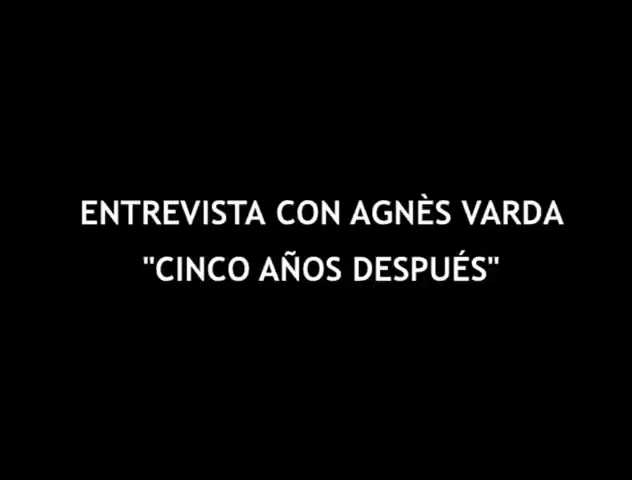 ENTREVISTA CON AGNÈS VARDA
"CINCO AÑOS DESPUÉS"